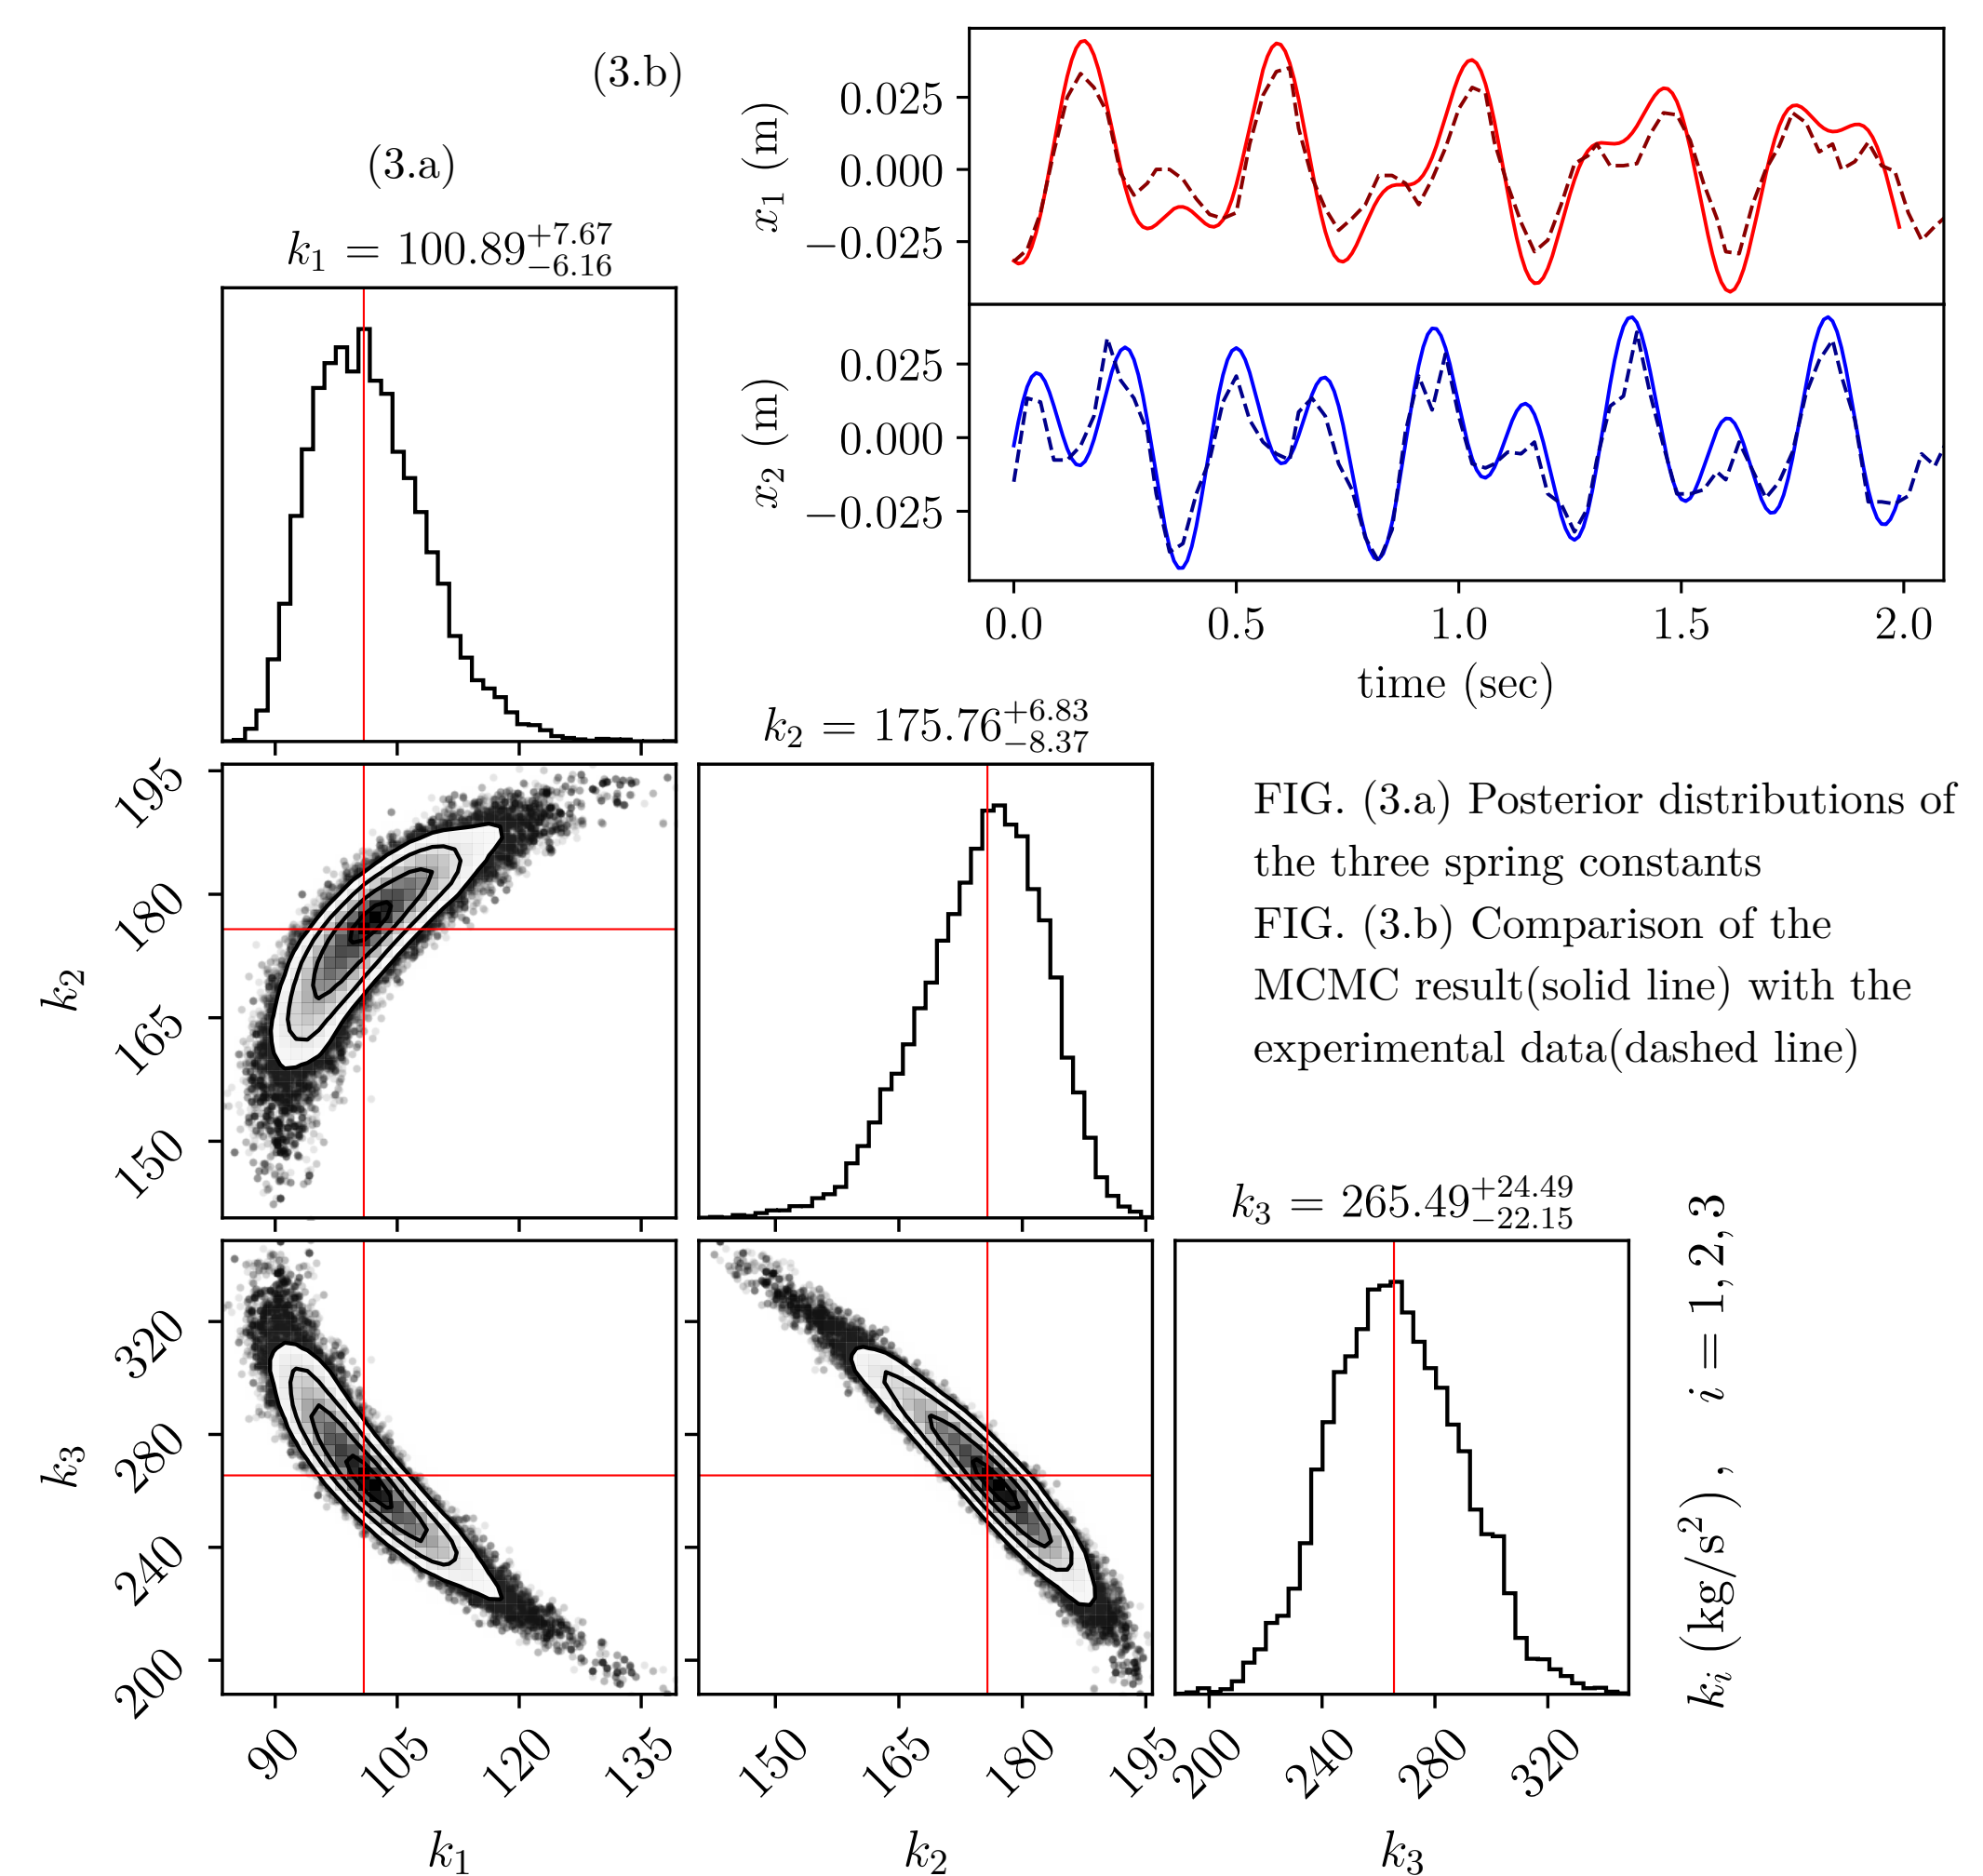 (3.b)
(3.a)
x₁ (m)
0.025
0.000
−0.025
x₂ (m)
0.025
0.000
−0.025
0.0 0.5 1.0 1.5 2.0
time (sec)
k₁ = 100.89+7.67−6.16
k₂ = 175.76+6.83−8.37
FIG. (3.a) Posterior distributions of
the three spring constants
FIG. (3.b) Comparison of the
MCMC result(solid line) with the
experimental data(dashed line)
k₂
195
180
165
150
k₃ = 265.49+24.49−22.15
kᵢ (kg/s²) , i = 1, 2, 3
k₃
320
280
240
200
90 105 120 135
150 165 180 195
200 240 280 320
k₁ k₂ k₃